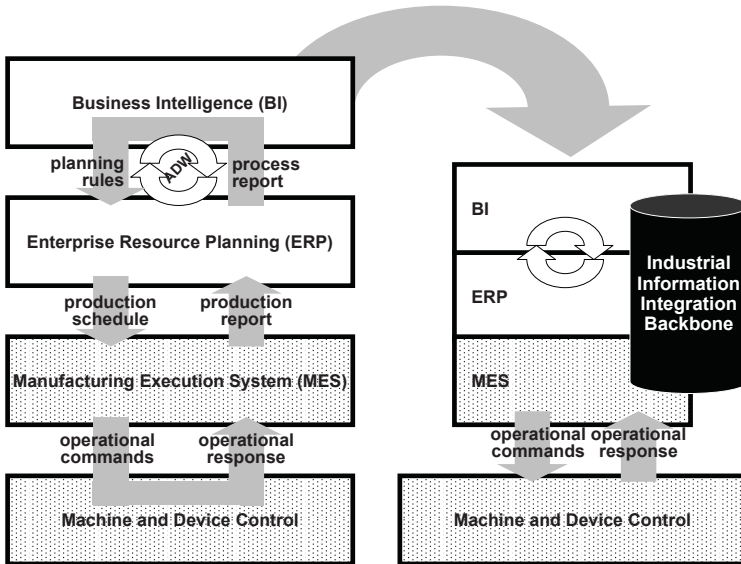 Business Intelligence (BI)
planning
rules
ADW
process
report
Enterprise Resource Planning (ERP)
production
schedule
production
report
Manufacturing Execution System (MES)
operational
commands
operational
response
Machine and Device Control
BI
ERP
MES
Industrial
Information
Integration
Backbone
operational
commands
operational
response
Machine and Device Control